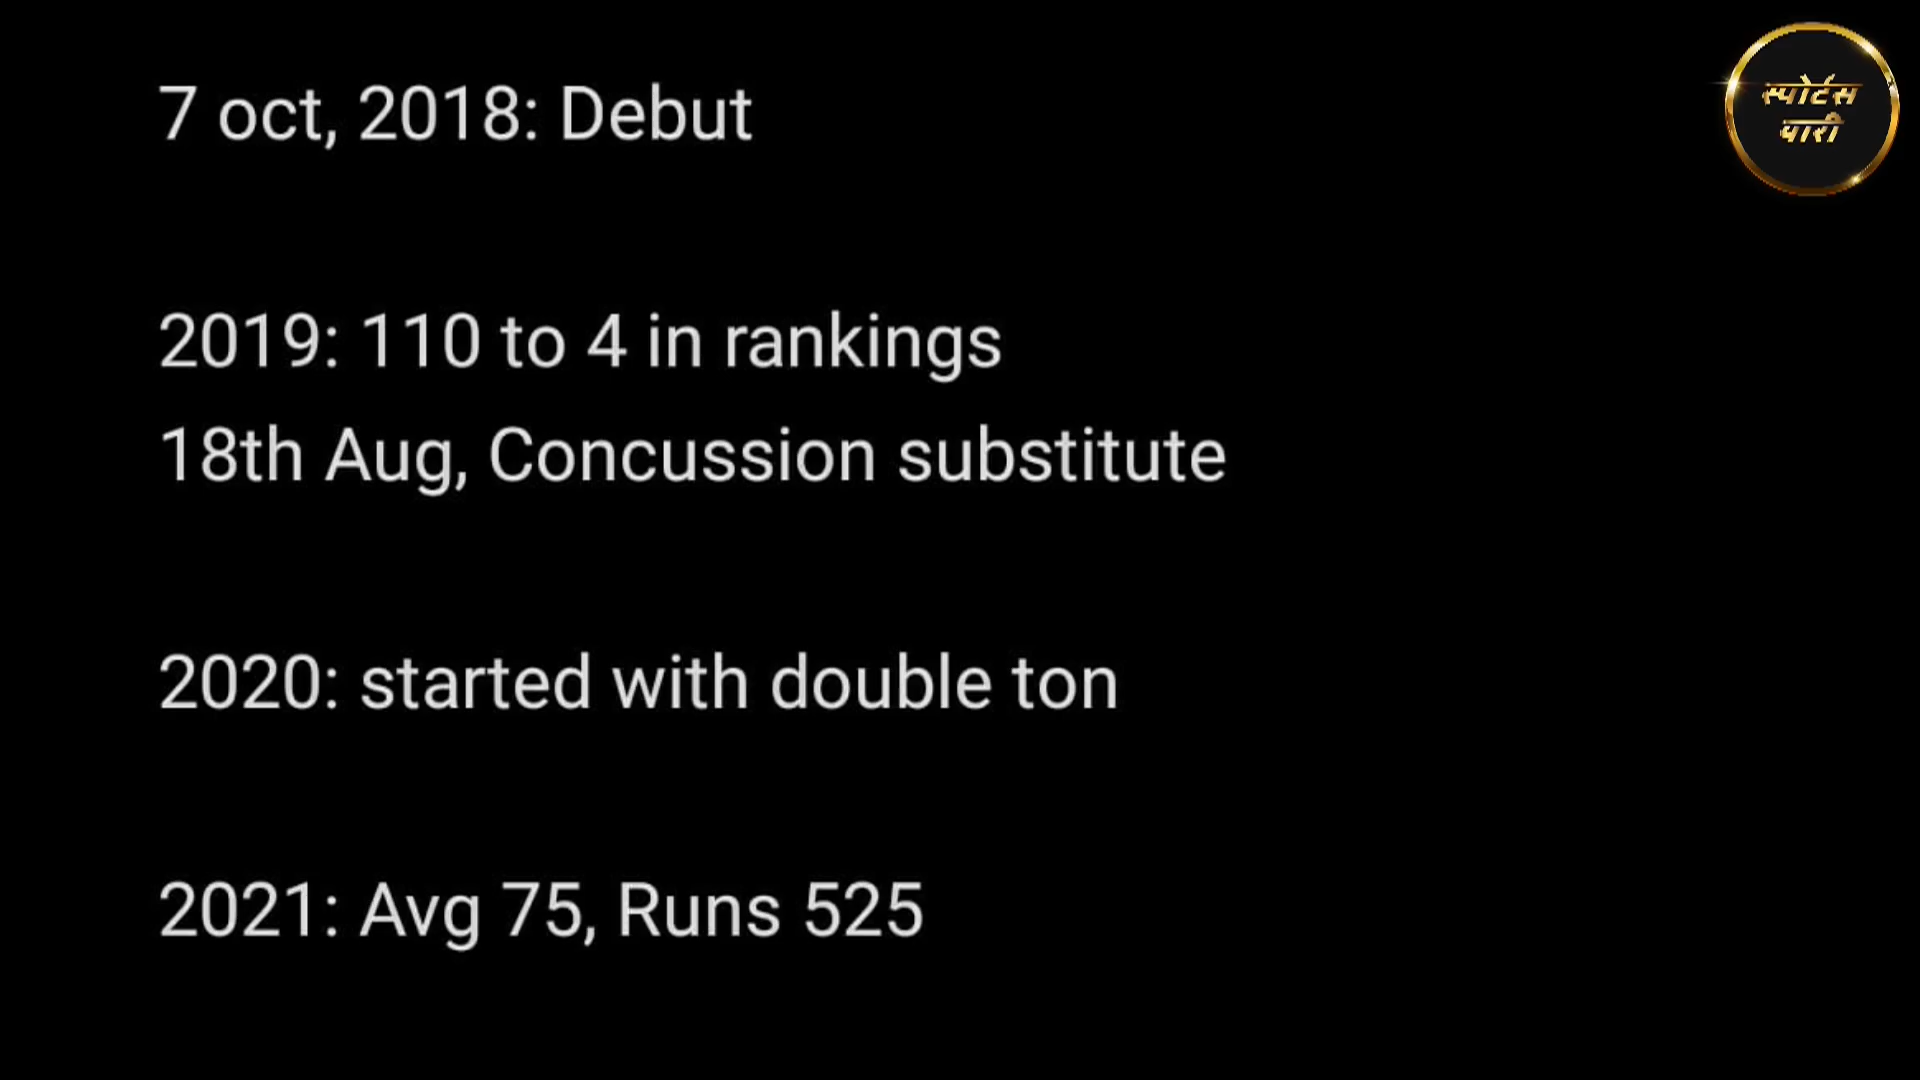 7 oct, 2018: Debut
स्पोर्टस
यारी
2019: 110 to 4 in rankings
18th Aug, Concussion substitute
2020: started with double ton
2021: Avg 75, Runs 525